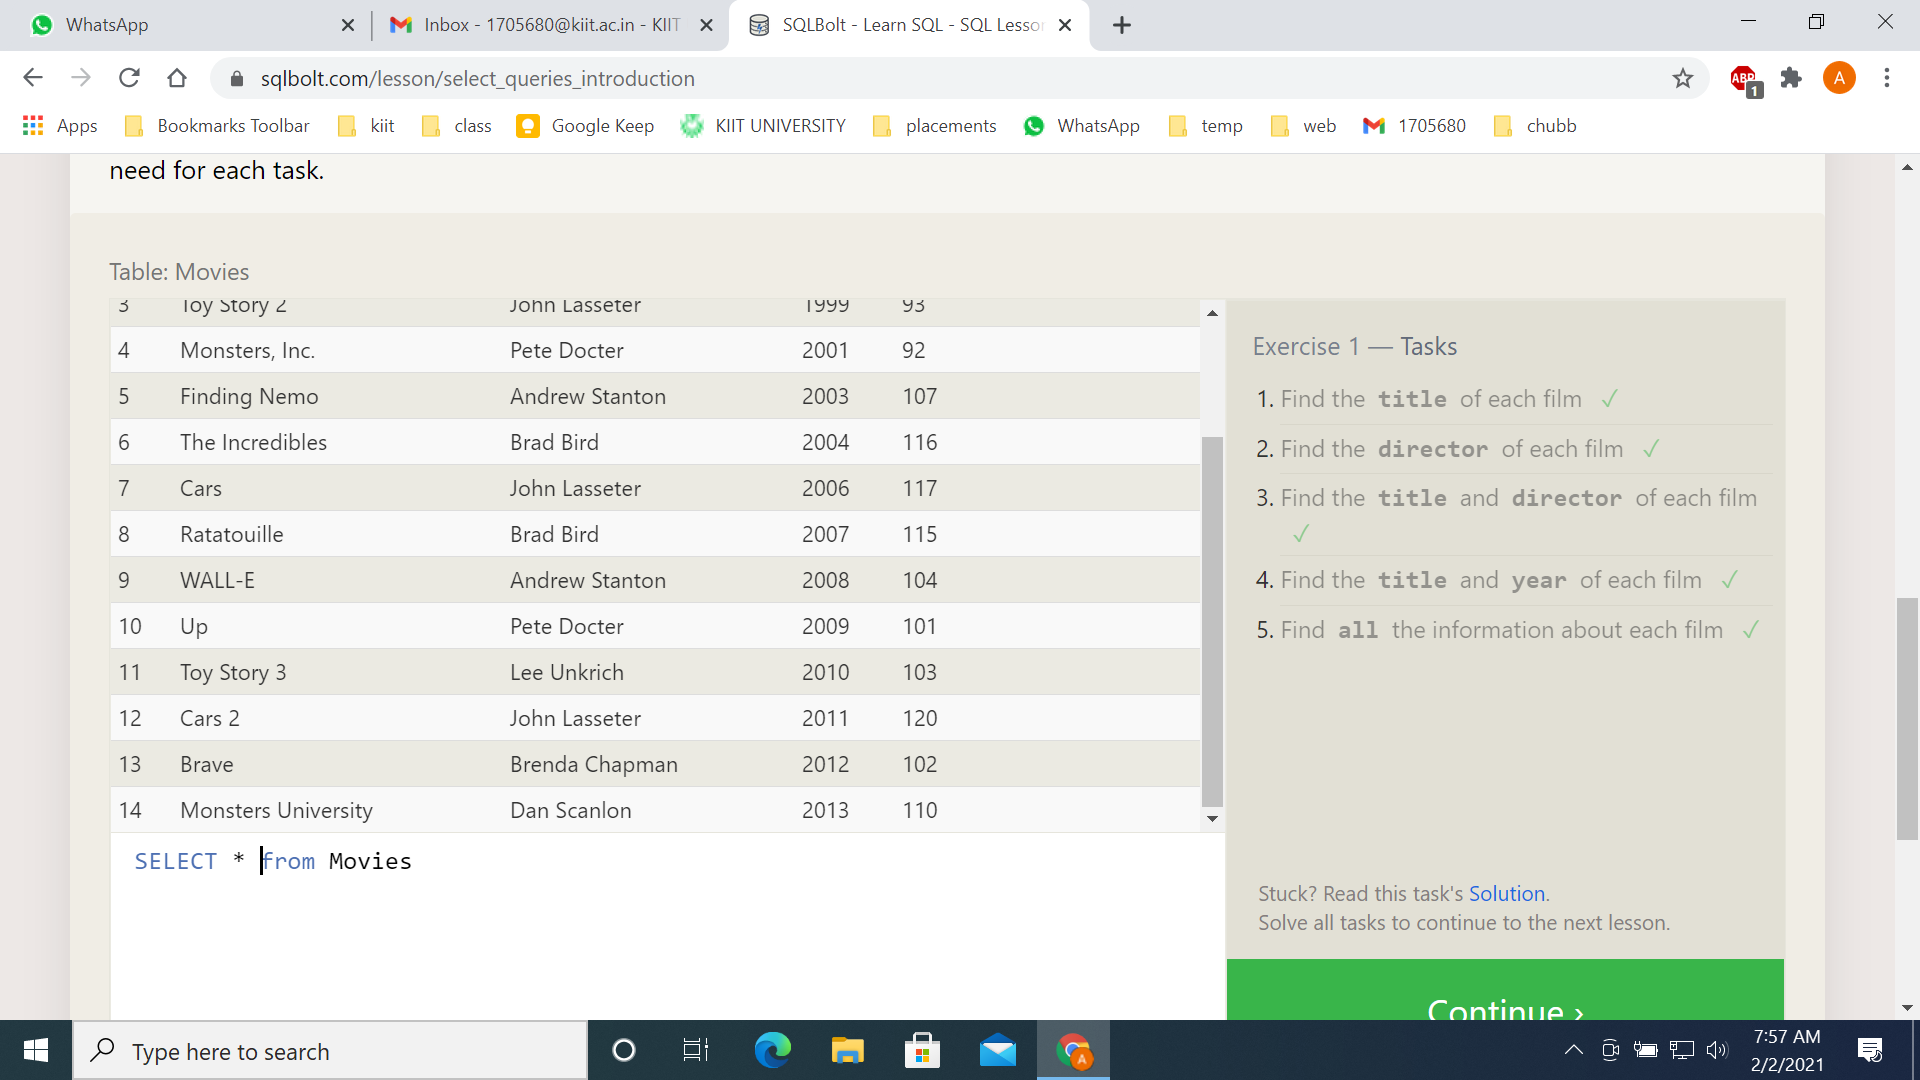 WhatsApp
Inbox - 1705680@kiit.ac.in - KIIT
SQLBolt - Learn SQL - SQL Lesson
sqlbolt.com/lesson/select_queries_introduction
ABP
1
A
Apps
Bookmarks Toolbar
kiit
class
Google Keep
KIIT UNIVERSITY
placements
WhatsApp
temp
web
1705680
chubb
need for each task.
Table: Movies
3 Toy Story 2 John Lasseter 1999 93
4 Monsters, Inc. Pete Docter 2001 92
5 Finding Nemo Andrew Stanton 2003 107
6 The Incredibles Brad Bird 2004 116
7 Cars John Lasseter 2006 117
8 Ratatouille Brad Bird 2007 115
9 WALL-E Andrew Stanton 2008 104
10 Up Pete Docter 2009 101
11 Toy Story 3 Lee Unkrich 2010 103
12 Cars 2 John Lasseter 2011 120
13 Brave Brenda Chapman 2012 102
14 Monsters University Dan Scanlon 2013 110
SELECT * from Movies
Exercise 1 — Tasks
1. Find the title of each film ✓
2. Find the director of each film ✓
3. Find the title and director of each film
✓
4. Find the title and year of each film ✓
5. Find all the information about each film ✓
Stuck? Read this task's Solution.
Solve all tasks to continue to the next lesson.
Continue ›
Type here to search
A
7:57 AM
2/2/2021